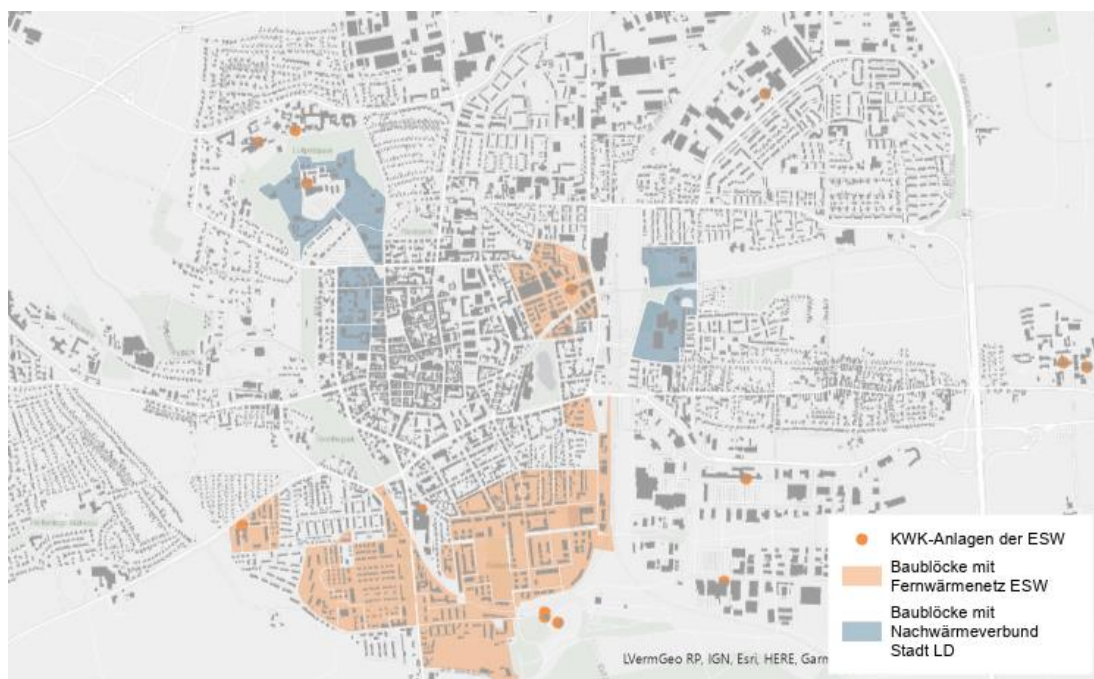 KWK-Anlagen der ESW
Baublöcke mit
Fernwärmenetz ESW
Baublöcke mit
Nachwärmeverbund
Stadt LD
LVermGeo RP, IGN, Esri, HERE, Garm